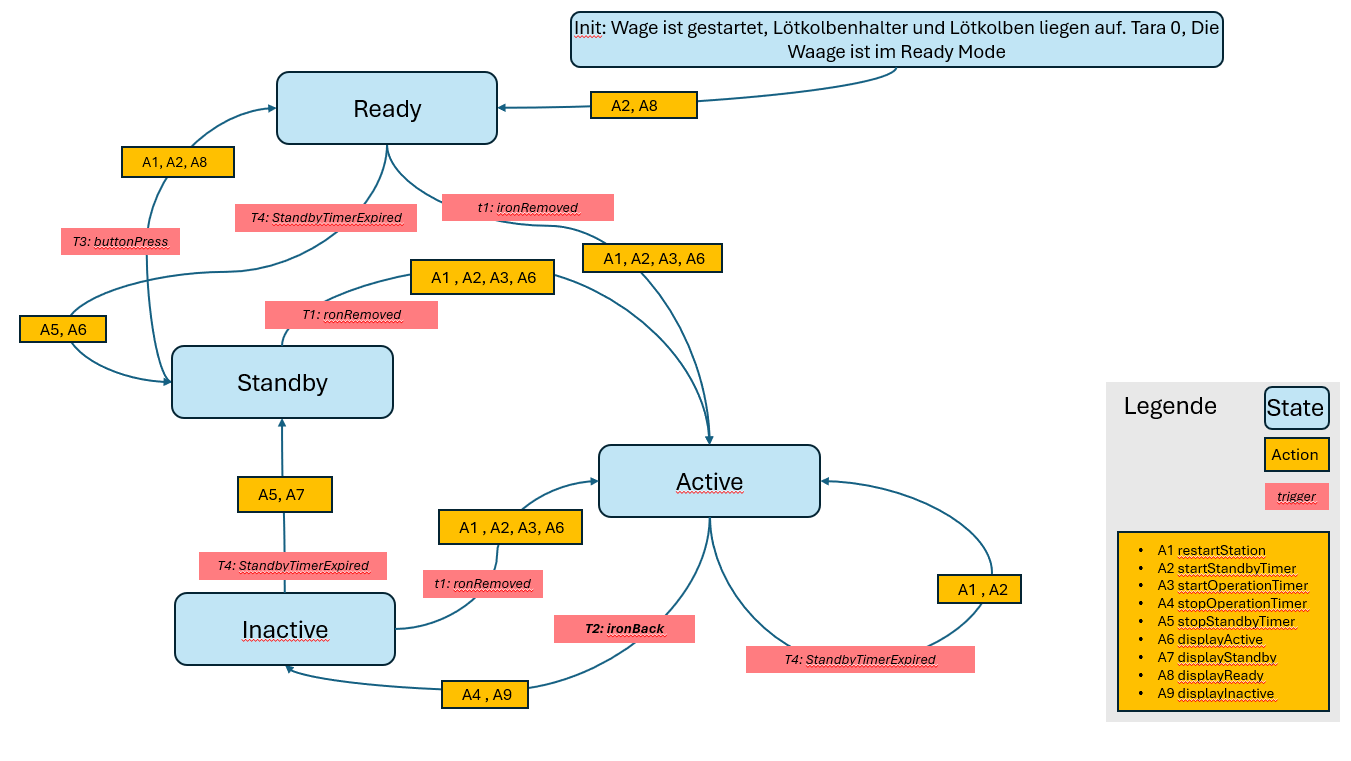 Init: Wage ist gestartet, Lötkolbenhalter und Lötkolben liegen auf. Tara 0, Die
Waage ist im Ready Mode
Ready
A2, A8
A1, A2, A8
T4: StandbyTimerExpired
t1: ironRemoved
T3: buttonPress
A1, A2, A3, A6
A1 , A2, A3, A6
T1: ronRemoved
A5, A6
Standby
Legende
State
Action
trigger
Active
A5, A7
A1 , A2, A3, A6
T4: StandbyTimerExpired
t1: ronRemoved
A1 , A2
Inactive
T2: ironBack
T4: StandbyTimerExpired
A4 , A9
• A1 restartStation
• A2 startStandbyTimer
• A3 startOperationTimer
• A4 stopOperationTimer
• A5 stopStandbyTimer
• A6 displayActive
• A7 displayStandby
• A8 displayReady
• A9 displayInactive